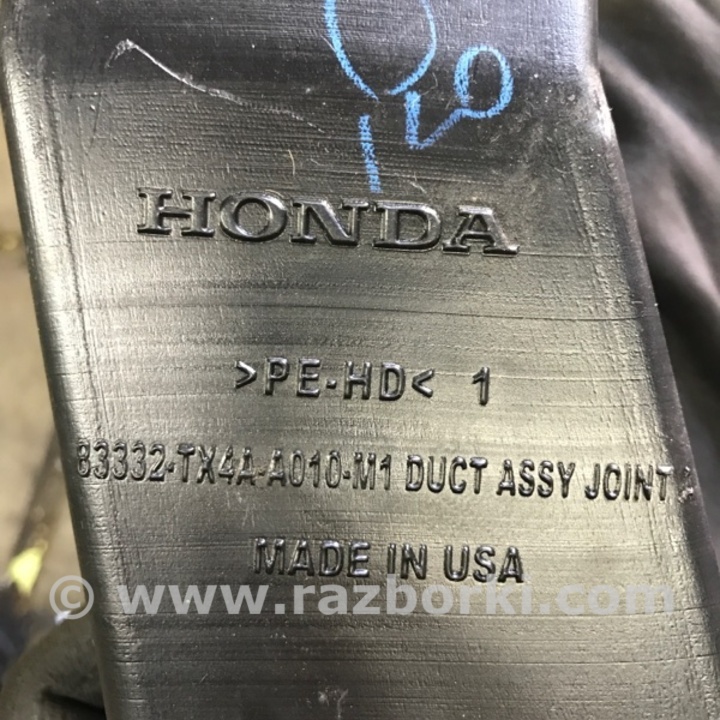 HONDA
>PE-HD< 1
83332-TX4A-A010-M1 DUCT ASSY JOINT
MADE IN USA
© www.razborki.com